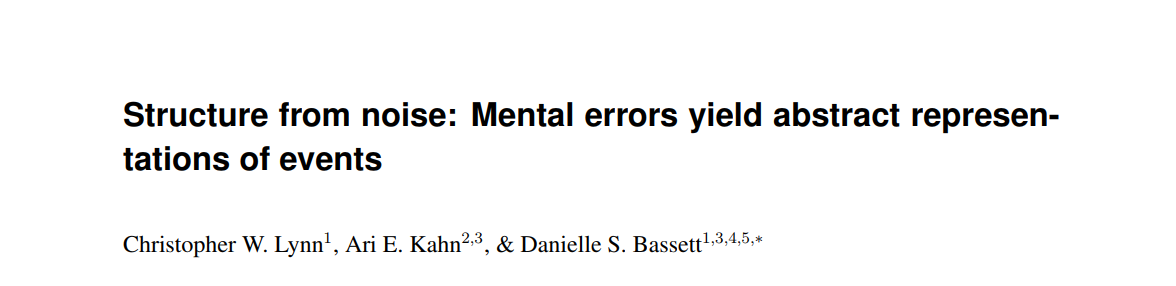 Structure from noise: Mental errors yield abstract represen-
tations of events
Christopher W. Lynn1, Ari E. Kahn2,3, & Danielle S. Bassett1,3,4,5,∗